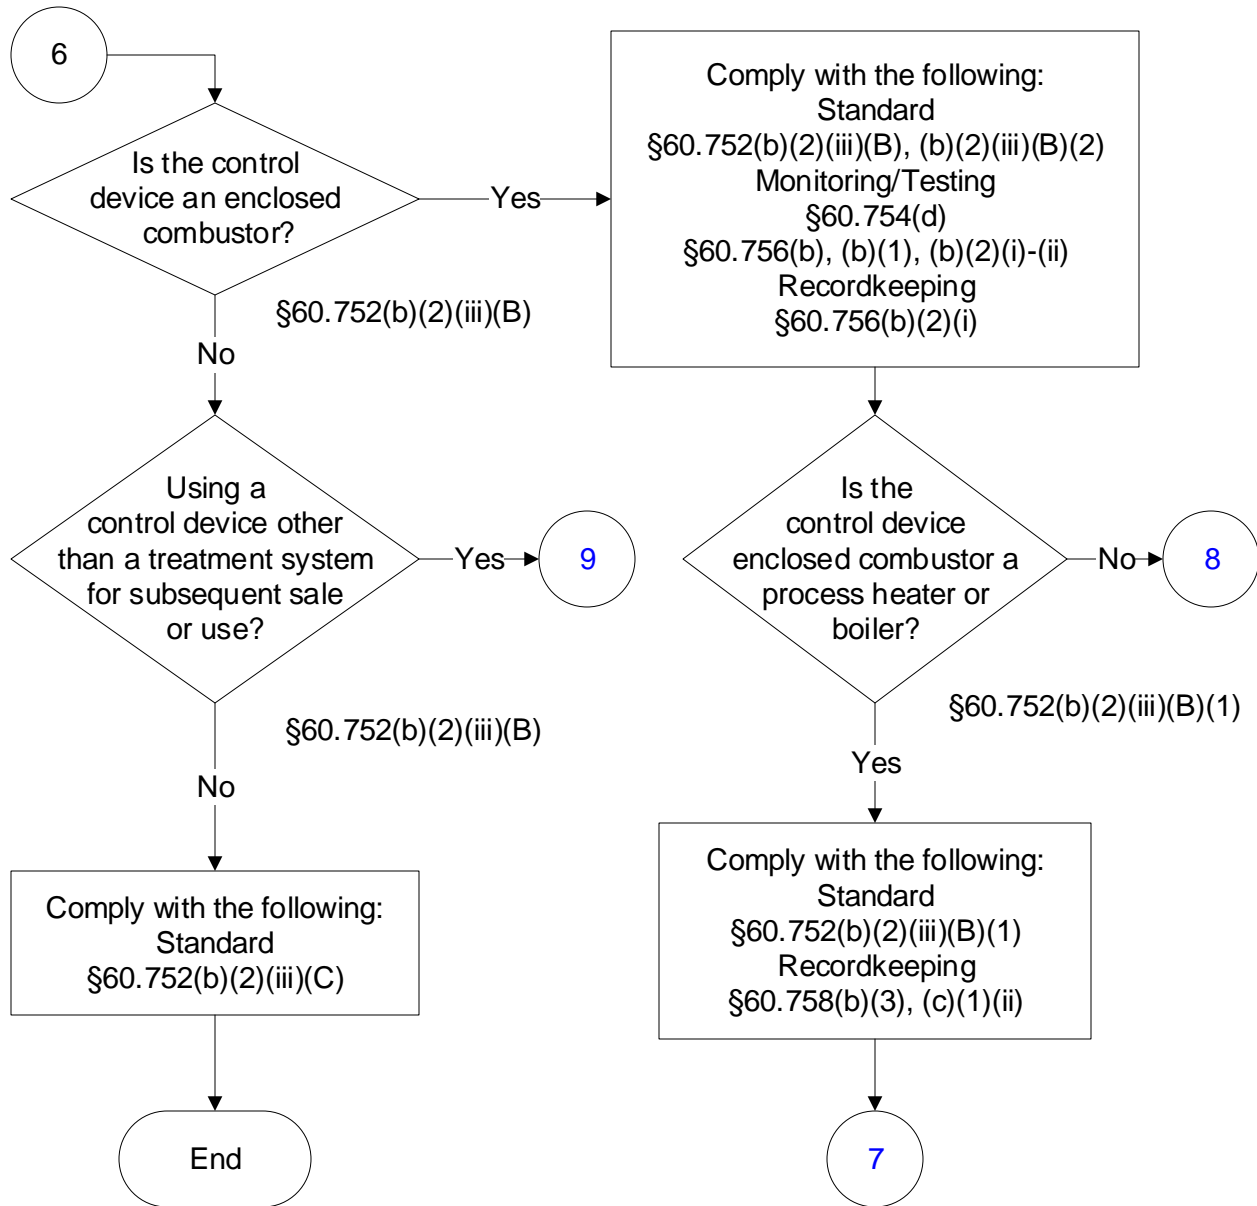 6
Is the control
device an enclosed
combustor?
Yes
§60.752(b)(2)(iii)(B)
No
Comply with the following:
Standard
§60.752(b)(2)(iii)(B), (b)(2)(iii)(B)(2)
Monitoring/Testing
§60.754(d)
§60.756(b), (b)(1), (b)(2)(i)-(ii)
Recordkeeping
§60.756(b)(2)(i)
Using a
control device other
than a treatment system
for subsequent sale
or use?
Yes
9
§60.752(b)(2)(iii)(B)
No
Is the
control device
enclosed combustor a
process heater or
boiler?
No
8
§60.752(b)(2)(iii)(B)(1)
Yes
Comply with the following:
Standard
§60.752(b)(2)(iii)(C)
End
Comply with the following:
Standard
§60.752(b)(2)(iii)(B)(1)
Recordkeeping
§60.758(b)(3), (c)(1)(ii)
7